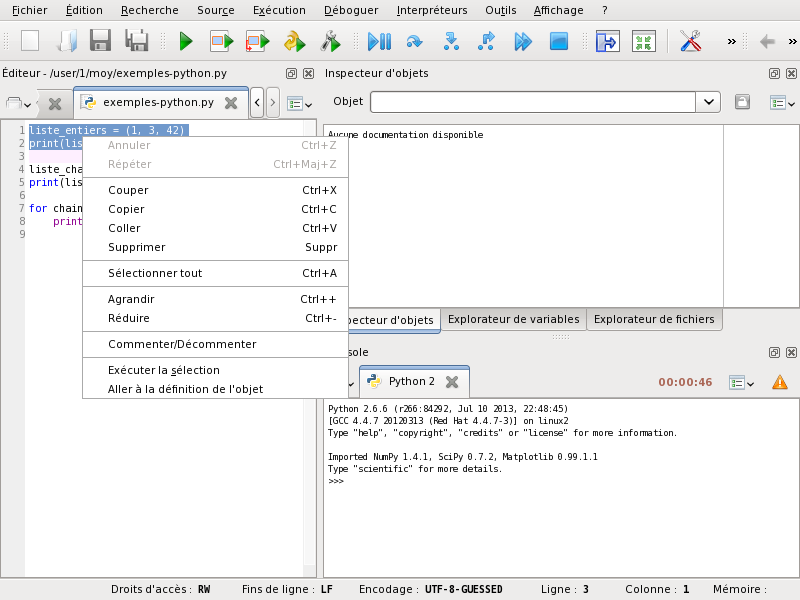 Fichier Édition Recherche Source Exécution Déboguer Interpréteurs Outils Affichage ?
Éditeur - /user/1/moy/exemples-python.py
exemples-python.py
1 liste_entiers = (1, 3, 42)
2 print(lis
3
4 liste_cha
5 print(lis
6
7 for chain
8 print
9
Annuler Ctrl+Z
Répéter Ctrl+Maj+Z
Couper Ctrl+X
Copier Ctrl+C
Coller Ctrl+V
Supprimer Suppr
Sélectionner tout Ctrl+A
Agrandir Ctrl++
Réduire Ctrl+-
Commenter/Décommenter
Exécuter la sélection
Aller à la définition de l'objet
Inspecteur d'objets
Objet
Aucune documentation disponible
pecteur d'objets Explorateur de variables Explorateur de fichiers
sole
Python 2 00:00:46
Python 2.6.6 (r266:84292, Jul 10 2013, 22:48:45)
[GCC 4.4.7 20120313 (Red Hat 4.4.7-3)] on linux2
Type "help", "copyright", "credits" or "license" for more information.
Imported NumPy 1.4.1, SciPy 0.7.2, Matplotlib 0.99.1.1
Type "scientific" for more details.
>>>
Droits d'accès : RW Fins de ligne : LF Encodage : UTF-8-GUESSED Ligne : 3 Colonne : 1 Mémoire :